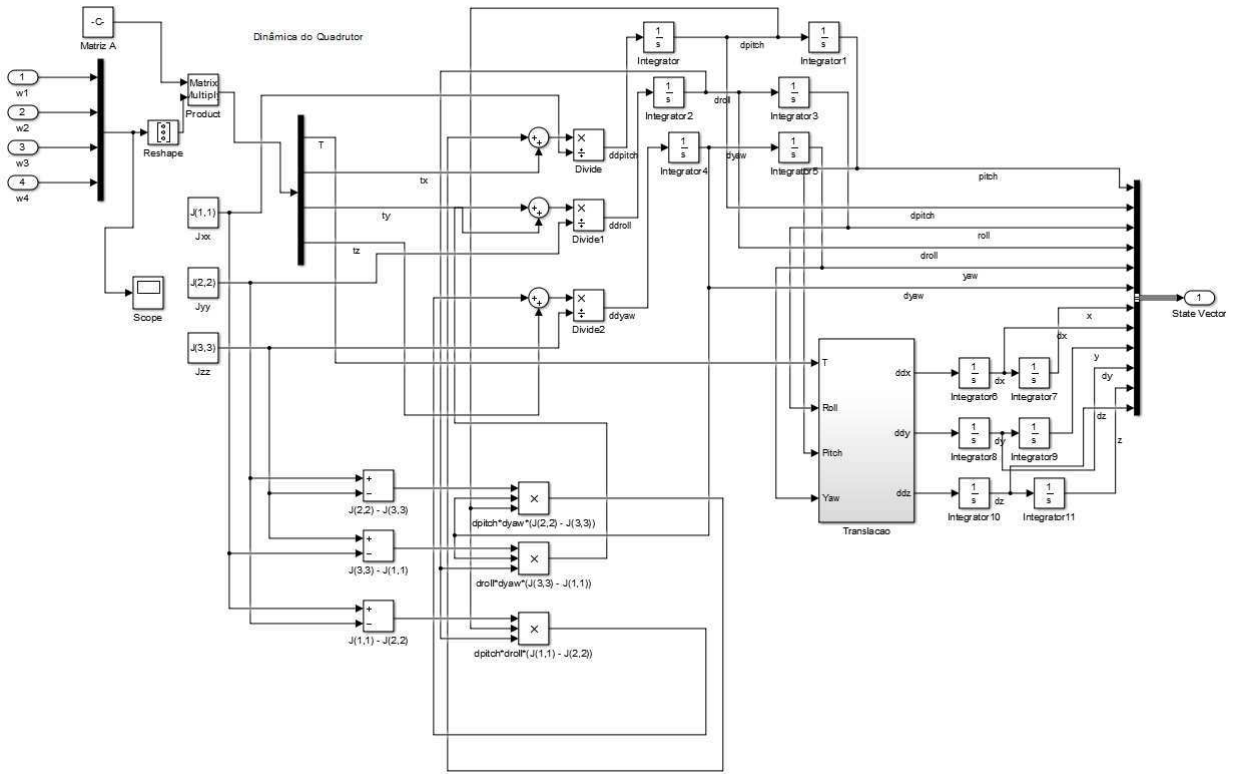 -C-
Matriz A
Dinâmica do Quadrutor
1
w1
2
w2
3
w3
4
w4
Reshape
Matrix
Multiply
Product
Scope
J(1,1)
Jxx
J(2,2)
Jyy
J(3,3)
Jzz
T
tx
ty
tz
×
÷
Divide
ddpitch
×
÷
Divide1
ddroll
×
÷
Divide2
ddyaw
1
s
Integrator
dpitch
1
s
Integrator1
1
s
Integrator2
droll
1
s
Integrator3
1
s
Integrator4
dyaw
1
s
Integrator5
pitch
dpitch
roll
droll
yaw
dyaw
x
dx
y
dy
dz
z
1
State Vector
T
Roll
Pitch
Yaw
ddx
ddy
ddz
Translacao
1
s
Integrator6
dx
1
s
Integrator7
1
s
Integrator8
dy
1
s
Integrator9
1
s
Integrator10
dz
1
s
Integrator11
J(2,2) - J(3,3)
×
dpitch*dyaw*(J(2,2) - J(3,3))
J(3,3) - J(1,1)
×
droll*dyaw*(J(3,3) - J(1,1))
J(1,1) - J(2,2)
×
dpitch*droll*(J(1,1) - J(2,2))